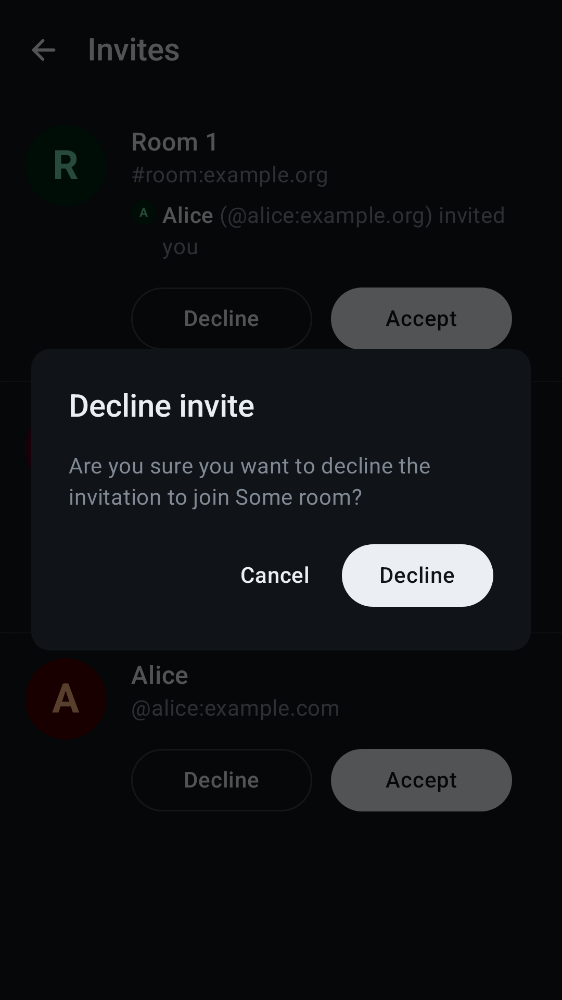 Invites
R
Room 1
#room:example.org
A
Alice (@alice:example.org) invited
you
Decline
Accept
Decline invite
Are you sure you want to decline the
invitation to join Some room?
Cancel
Decline
A
Alice
@alice:example.com
Decline
Accept